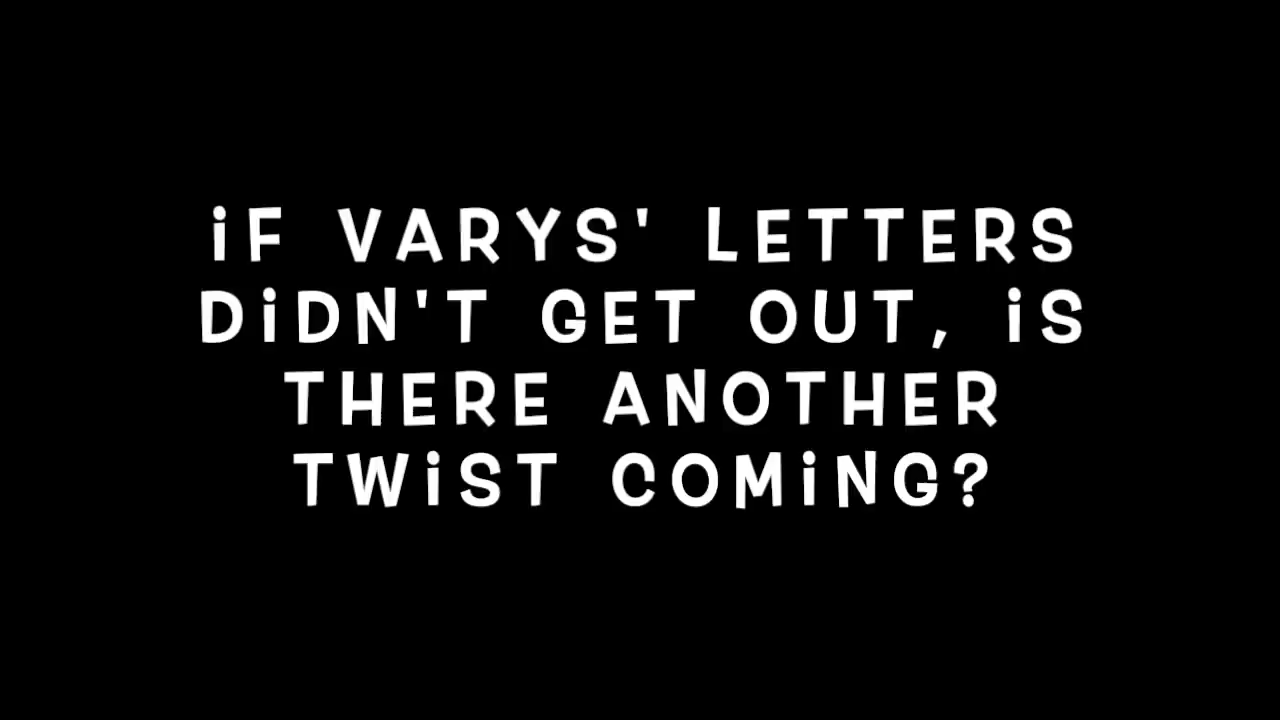 iF VARYS' LETTERS
DiDN'T GET OUT, iS
THERE ANOTHER
TWiST COMiNG?